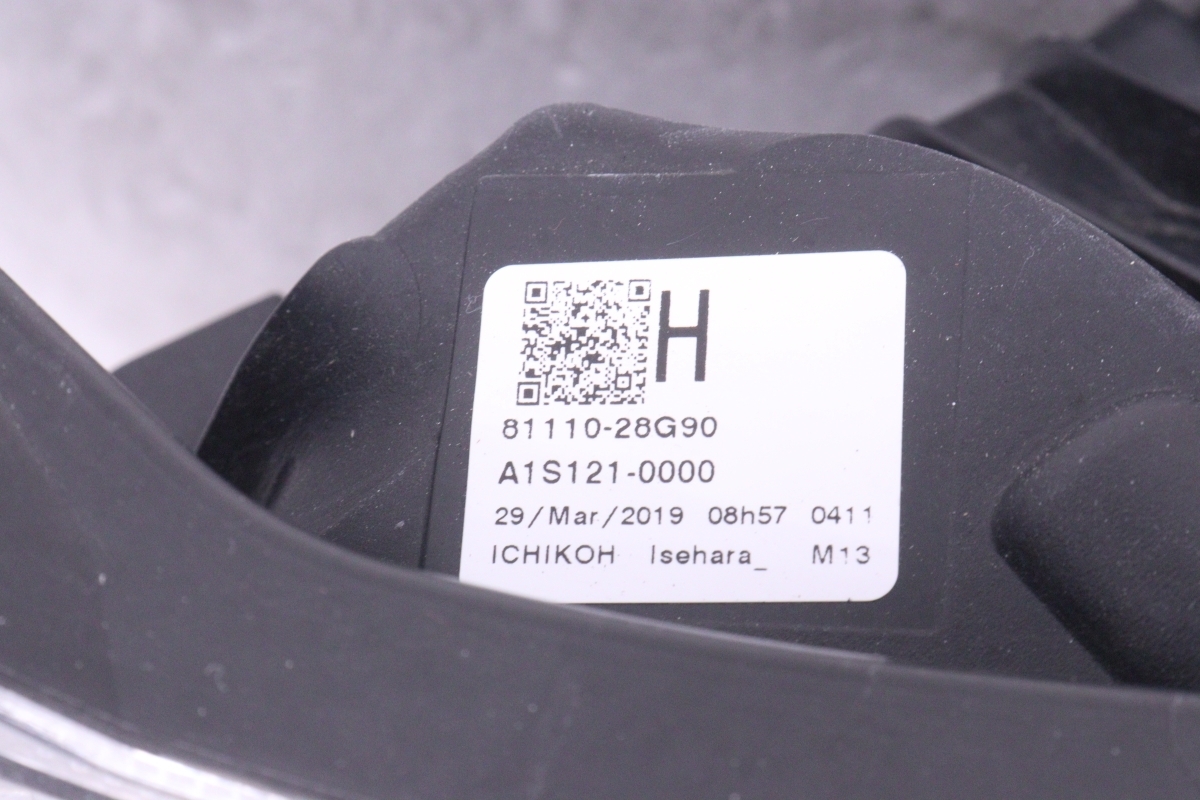 H
81110-28G90
A1S121-0000
29/Mar/2019 08h57 0411
ICHIKOH Isehara_ M13